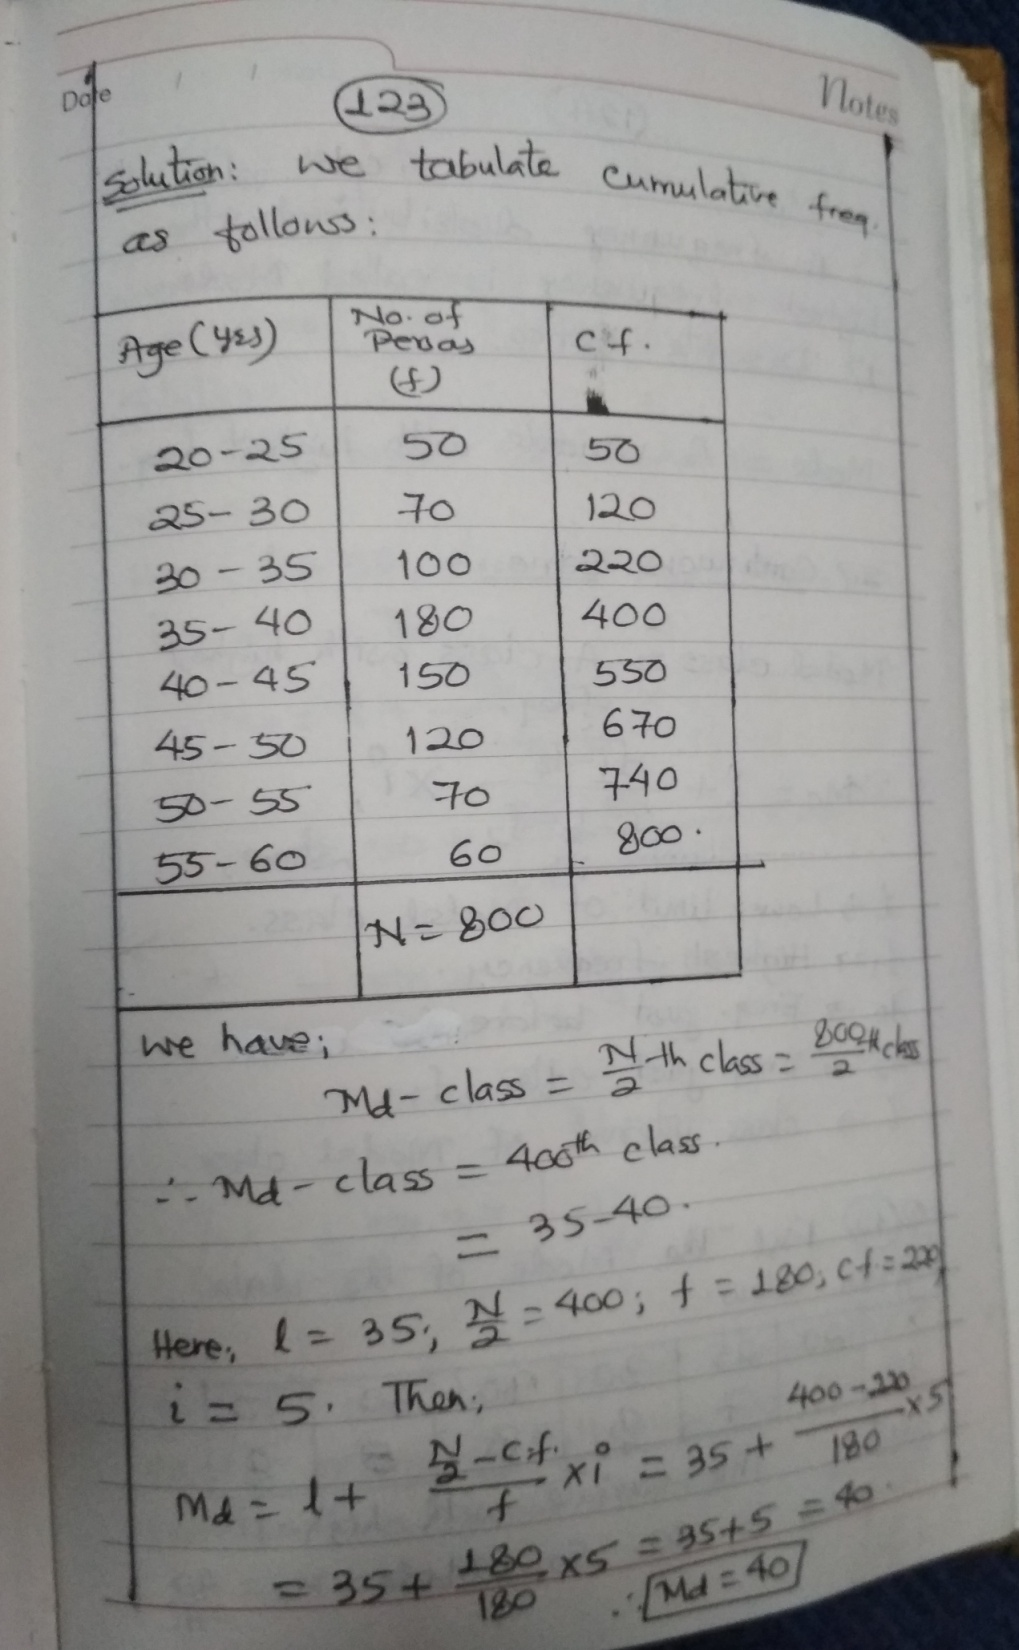 Date
Notes
123
Solution: we tabulate cumulative freq.
as follows:
Age (yrs) No. of Persos (f) c.f.
20-25 50 50
25-30 70 120
30-35 100 220
35-40 180 400
40-45 150 550
45-50 120 670
50-55 70 740
55-60 60 800.
N = 800
we have;
Md-class = N/2 th class = 800/2 th class
∴ Md-class = 400th class.
= 35-40.
Here; l = 35; N/2 = 400; f = 180; cf = 220,
i = 5. Then;
Md = l + (N/2 - c.f.)/f × i = 35 + (400 - 220)/180 × 5
= 35 + 180/180 × 5 = 35+5 = 40.
∴ Md = 40